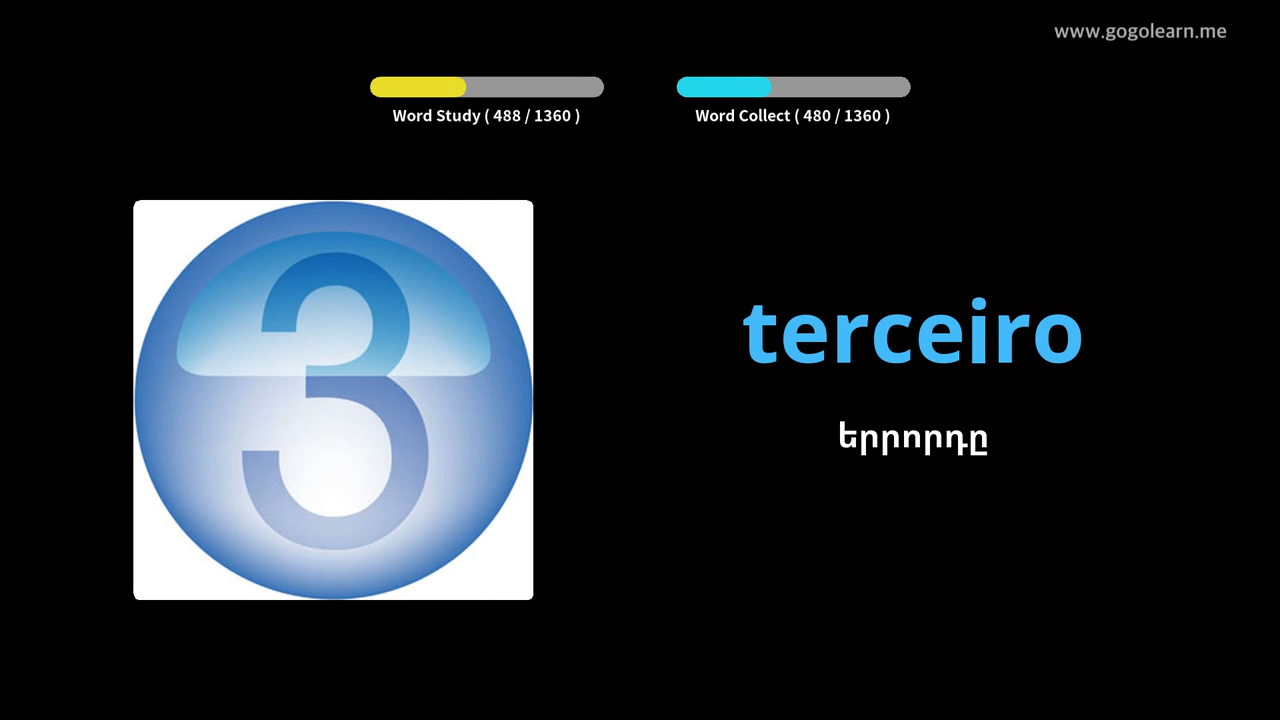 www.gogolearn.me
Word Study ( 488 / 1360 )
Word Collect ( 480 / 1360 )
3
terceiro
երրորդը